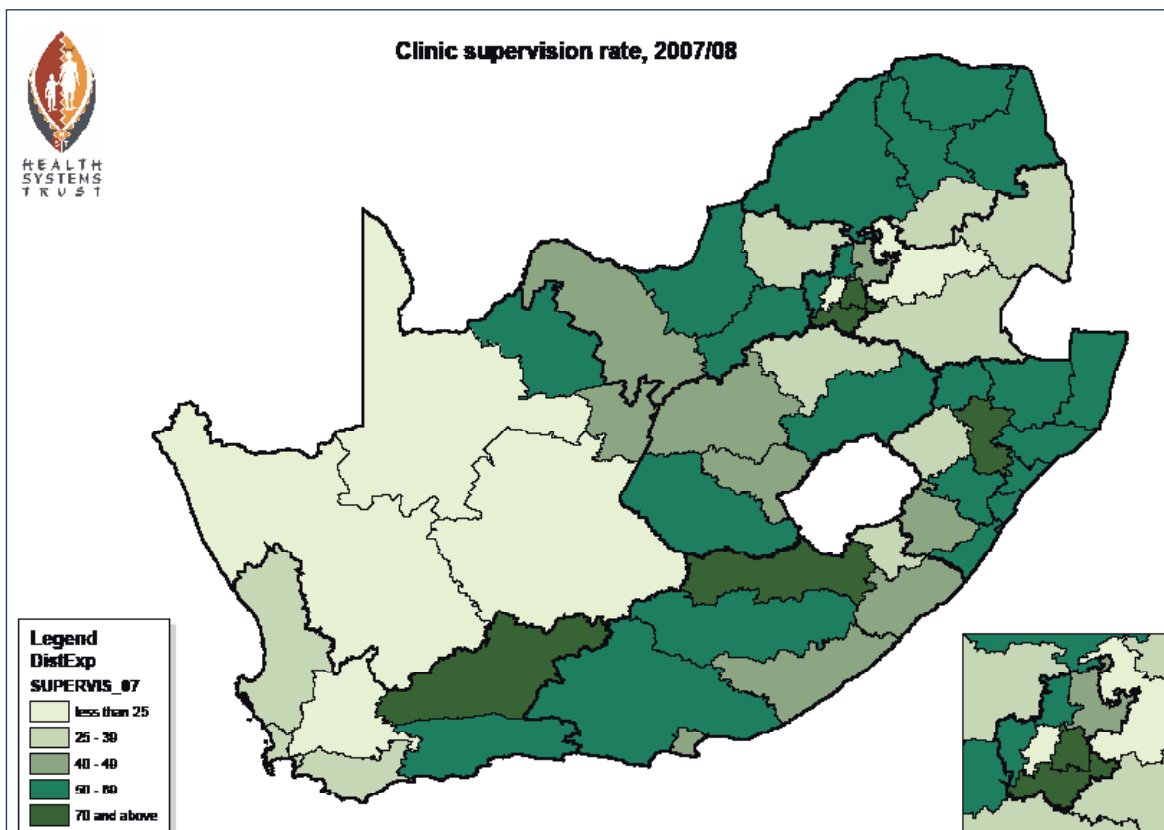 Clinic supervision rate, 2007/08
H S T
HEALTH
SYSTEMS
TRUST
Legend
DistExp
SUPERVIS_07
less than 25
25 - 39
40 - 49
50 - 69
70 and above